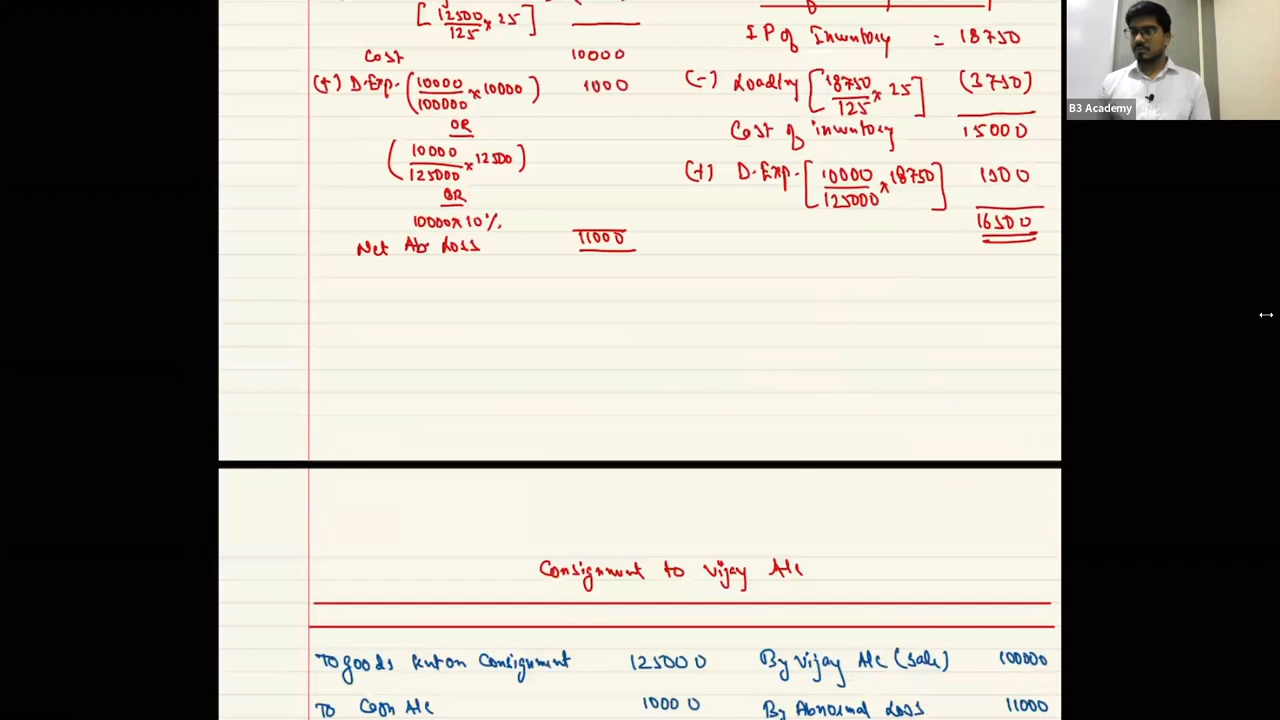 [12500/125 × 25]
Cost 10000
(+) D.Exp. (10000/100000 × 10000) 1000
OR
(10000/125000 × 12500)
OR
10000 × 10%
Net Ab Loss 11000
IP of Inventory = 18750
(-) Loading [18750/125 × 25] (3750)
Cost of inventory 15000
(+) D.Exp. [10000/125000 × 18750] 1500
16500
B3 Academy
Consignment to Vijay A/c
To goods sent on Consignment 125000 By Vijay A/c (sale) 100000
To A/c 10000 By Abnormal Loss 11000